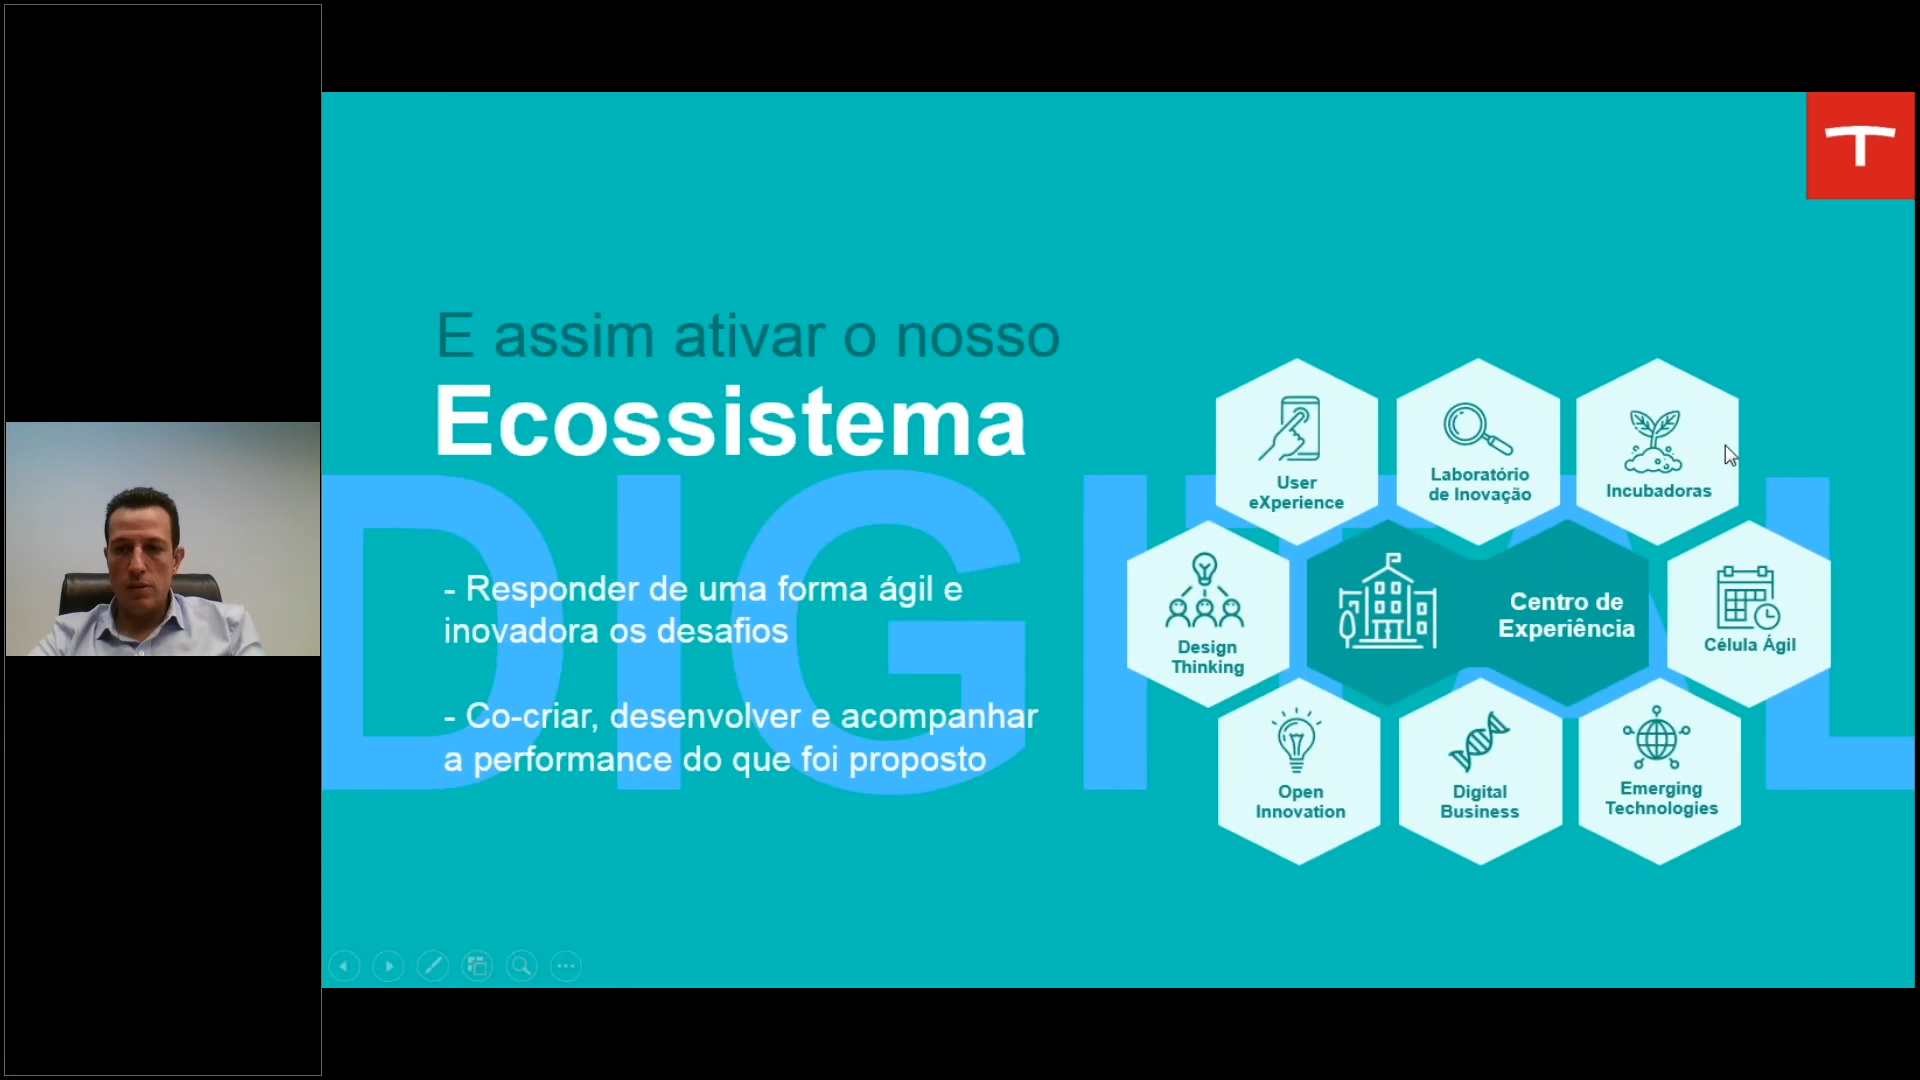 E assim ativar o nosso
Ecossistema
DIGITAL
- Responder de uma forma ágil e
inovadora os desafios
- Co-criar, desenvolver e acompanhar
a performance do que foi proposto
User
eXperience
Laboratório
de Inovação
Incubadoras
Design
Thinking
Centro de
Experiência
Célula Ágil
Open
Innovation
Digital
Business
Emerging
Technologies
T